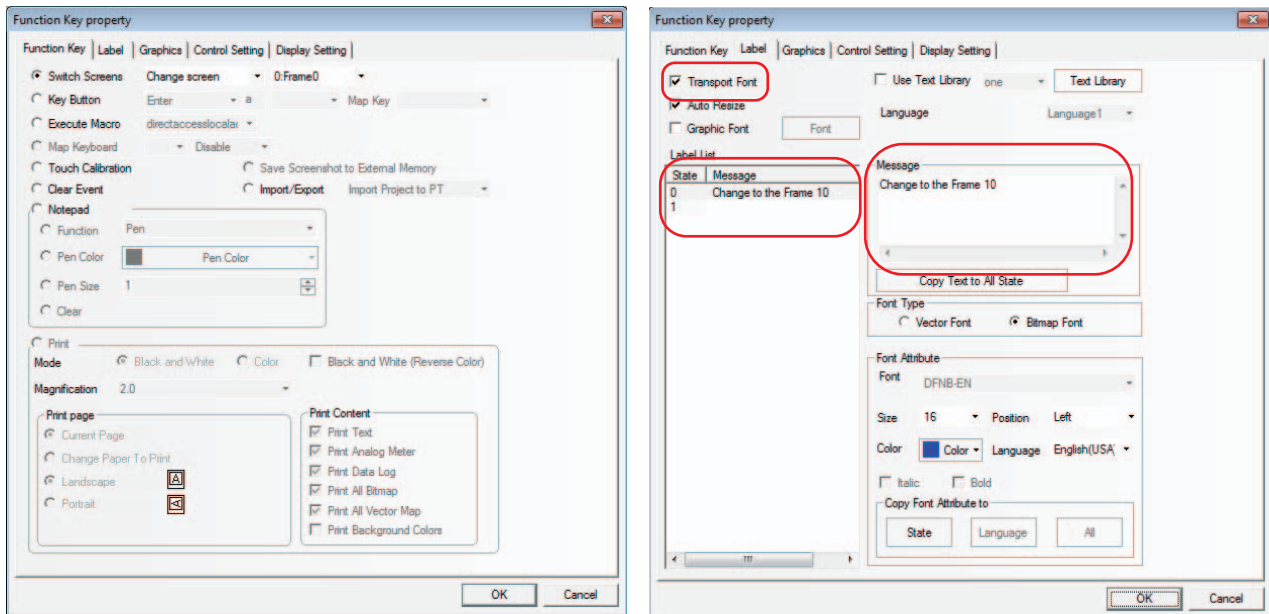 Function Key property
Function Key Label Graphics Control Setting Display Setting
Switch Screens Change screen 0:Frame0
Key Button Enter a Map Key
Execute Macro directaccesslocala
Map Keyboard Disable
Touch Calibration Save Screenshot to External Memory
Clear Event Import/Export Import Project to PT
Notepad
Function Pen
Pen Color Pen Color
Pen Size 1
Clear
Print
Mode Black and White Color Black and White (Reverse Color)
Magnification 2.0
Print page
Current Page
Change Paper To Print
Landscape A
Portrait A
Print Content
Print Text
Print Analog Meter
Print Data Log
Print All Bitmap
Print All Vector Map
Print Background Colors
OK Cancel
Function Key property
Function Key Label Graphics Control Setting Display Setting
Transport Font
Auto Resize
Graphic Font Font
Label List
State Message
0 Change to the Frame 10
1
Use Text Library one Text Library
Language Language1
Message
Change to the Frame 10
Copy Text to All State
Font Type
Vector Font Bitmap Font
Font Attribute
Font DFNB-EN
Size 16 Position Left
Color Color Language English(USA
Italic Bold
Copy Font Attribute to
State Language All
OK Cancel